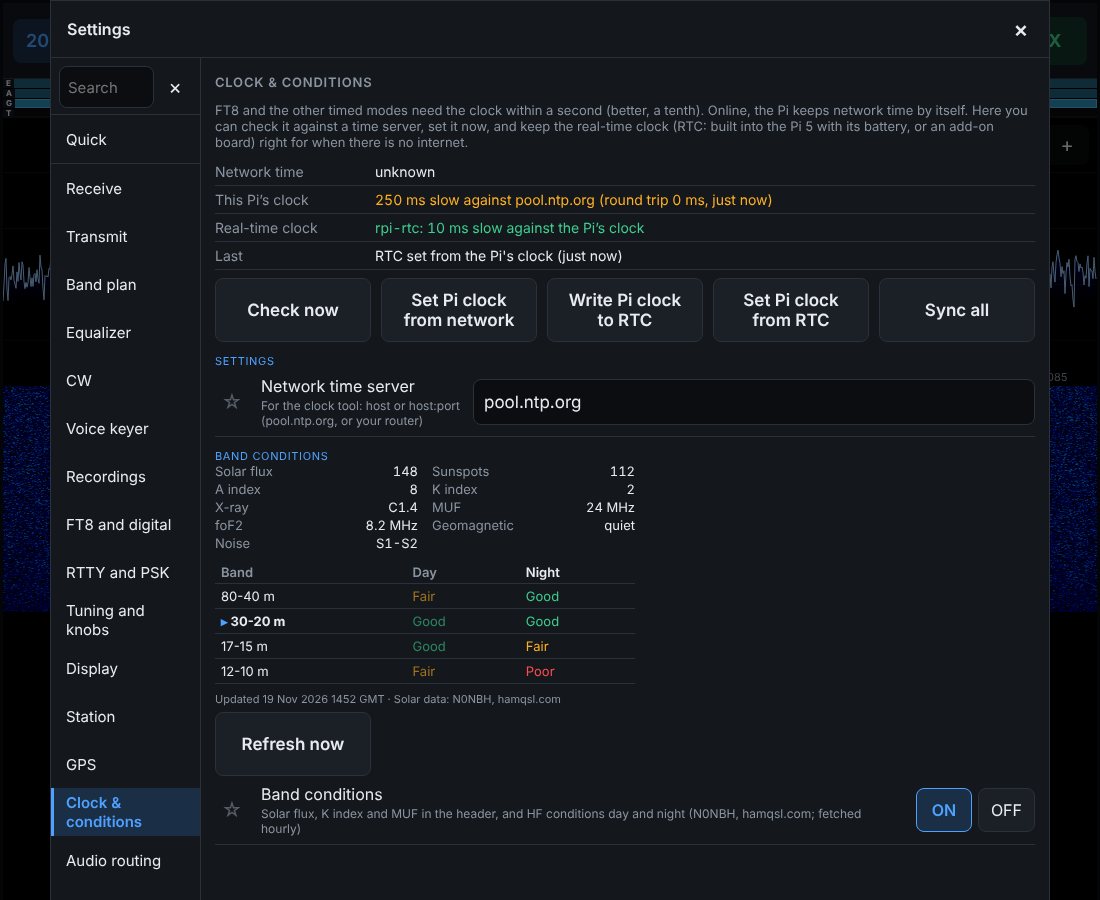 Settings
×
20
X
E
A
G
T
Search
×
+
Quick
Receive
Transmit
Band plan
Equalizer
CW
Voice keyer
Recordings
FT8 and digital
RTTY and PSK
Tuning and
knobs
Display
Station
GPS
Clock &
conditions
Audio routing
CLOCK & CONDITIONS
FT8 and the other timed modes need the clock within a second (better, a tenth). Online, the Pi keeps network time by itself. Here you
can check it against a time server, set it now, and keep the real-time clock (RTC: built into the Pi 5 with its battery, or an add-on
board) right for when there is no internet.
Network time unknown
This Pi’s clock 250 ms slow against pool.ntp.org (round trip 0 ms, just now)
Real-time clock rpi-rtc: 10 ms slow against the Pi’s clock
Last RTC set from the Pi's clock (just now)
Check now
Set Pi clock
from network
Write Pi clock
to RTC
Set Pi clock
from RTC
Sync all
SETTINGS
☆ Network time server
For the clock tool: host or host:port
(pool.ntp.org, or your router)
pool.ntp.org
085
BAND CONDITIONS
Solar flux 148 Sunspots 112
A index 8 K index 2
X-ray C1.4 MUF 24 MHz
foF2 8.2 MHz Geomagnetic quiet
Noise S1-S2
Band Day Night
80-40 m Fair Good
▸30-20 m Good Good
17-15 m Good Fair
12-10 m Fair Poor
Updated 19 Nov 2026 1452 GMT · Solar data: N0NBH, hamqsl.com
Refresh now
☆ Band conditions
Solar flux, K index and MUF in the header, and HF conditions day and night (N0NBH, hamqsl.com; fetched
hourly)
ON OFF